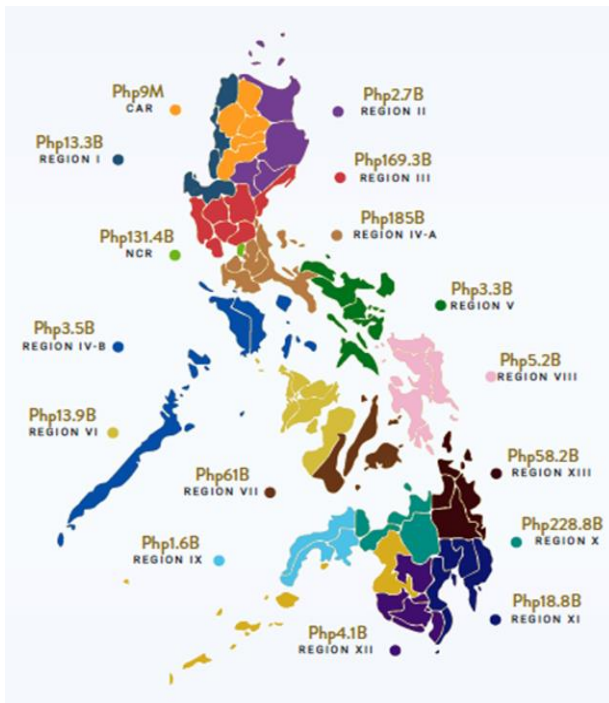 Php9M
CAR
Php2.7B
REGION II
Php13.3B
REGION I
Php169.3B
REGION III
Php185B
REGION IV-A
Php131.4B
NCR
Php3.3B
REGION V
Php3.5B
REGION IV-B
Php5.2B
REGION VIII
Php13.9B
REGION VI
Php58.2B
REGION XIII
Php61B
REGION VII
Php228.8B
REGION X
Php1.6B
REGION IX
Php18.8B
REGION XI
Php4.1B
REGION XII